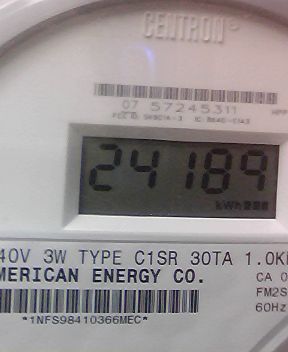 CENTRON®
07 57245311
24189
kWh
40V 3W TYPE C1SR 30TA 1.0K
MERICAN ENERGY CO.
CA 0
FM2S
60Hz
*1NFS98410366MEC*